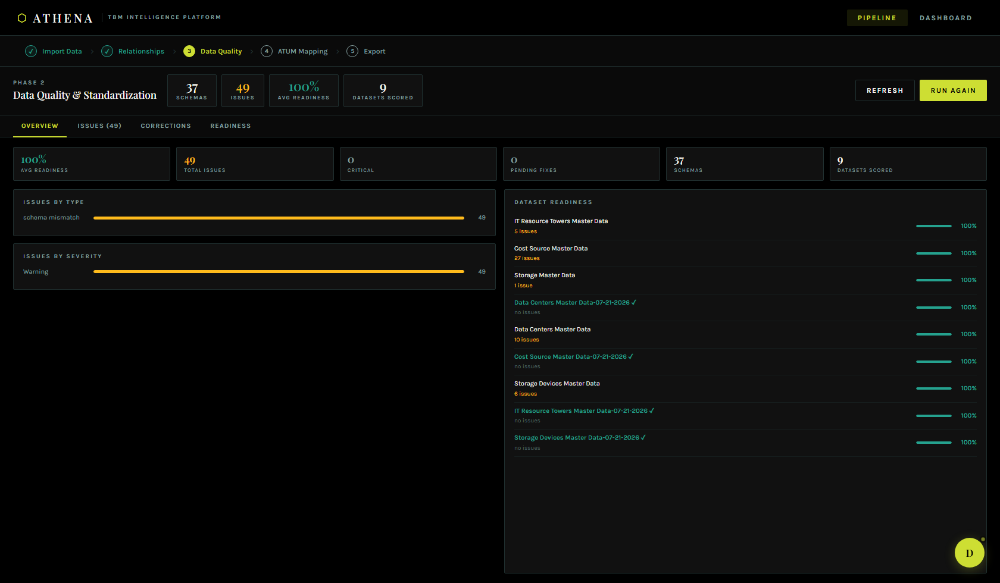 ATHENA
TBM INTELLIGENCE PLATFORM
PIPELINE
DASHBOARD
✓ Import Data › ✓ Relationships › 3 Data Quality › 4 ATUM Mapping › 5 Export
PHASE 2
Data Quality & Standardization
37
SCHEMAS
49
ISSUES
100%
AVG READINESS
9
DATASETS SCORED
REFRESH
RUN AGAIN
OVERVIEW
ISSUES (49)
CORRECTIONS
READINESS
100%
AVG READINESS
49
TOTAL ISSUES
0
CRITICAL
0
PENDING FIXES
37
SCHEMAS
9
DATASETS SCORED
ISSUES BY TYPE
schema mismatch 49
ISSUES BY SEVERITY
Warning 49
DATASET READINESS
IT Resource Towers Master Data
5 issues
100%
Cost Source Master Data
27 issues
100%
Storage Master Data
1 issue
100%
Data Centers Master Data-07-21-2026 ✓
no issues
100%
Data Centers Master Data
10 issues
100%
Cost Source Master Data-07-21-2026 ✓
no issues
100%
Storage Devices Master Data
6 issues
100%
IT Resource Towers Master Data-07-21-2026 ✓
no issues
100%
Storage Devices Master Data-07-21-2026 ✓
no issues
100%
D